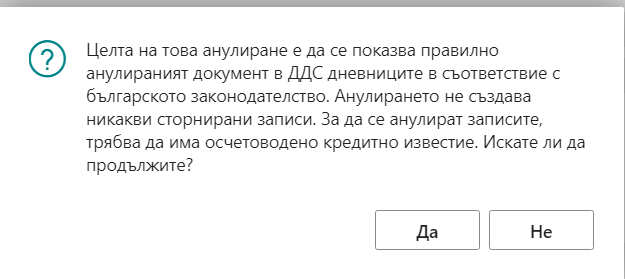 Целта на това анулиране е да се показва правилно
анулираният документ в ДДС дневниците в съответствие с
българското законодателство. Анулирането не създава
никакви сторнирани записи. За да се анулират записите,
трябва да има осчетоводено кредитно известие. Искате ли да
продължите?
Да
Не